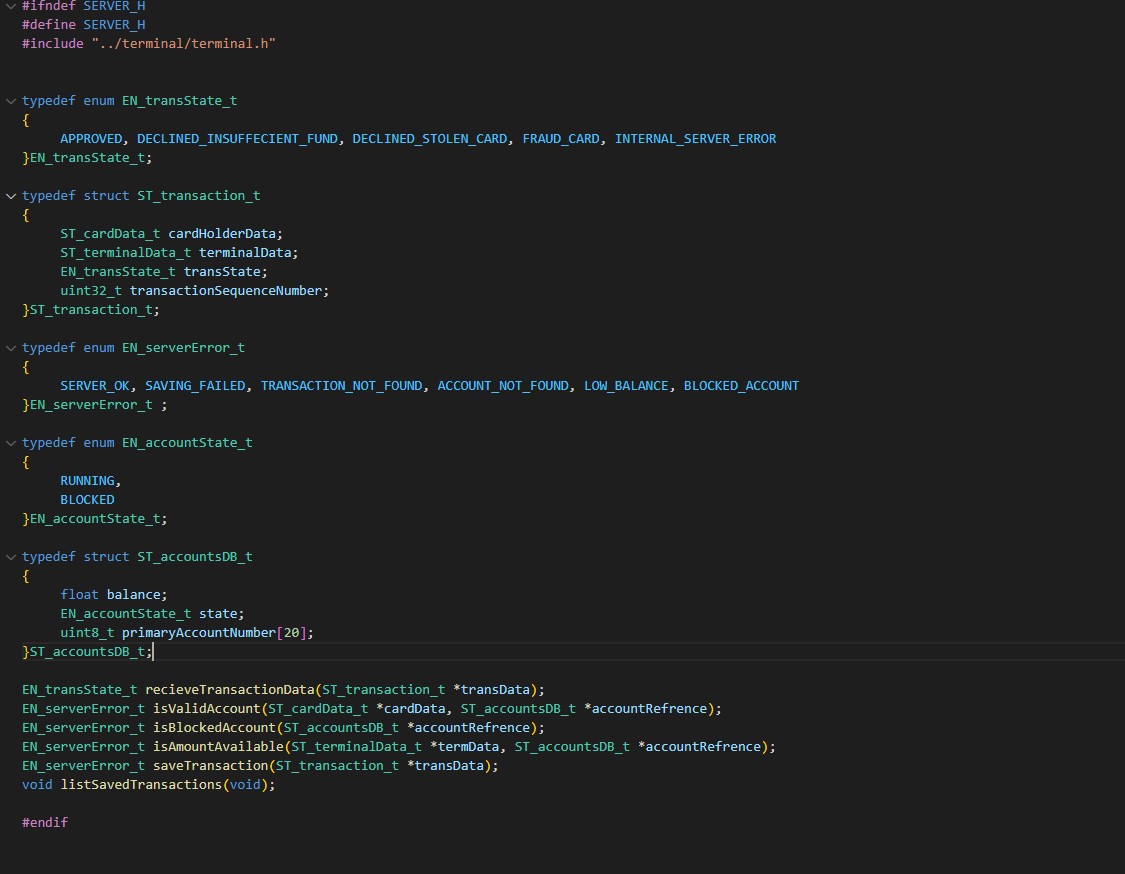 #ifndef SERVER_H
#define SERVER_H
#include "../terminal/terminal.h"
typedef enum EN_transState_t
{
APPROVED, DECLINED_INSUFFECIENT_FUND, DECLINED_STOLEN_CARD, FRAUD_CARD, INTERNAL_SERVER_ERROR
}EN_transState_t;
typedef struct ST_transaction_t
{
ST_cardData_t cardHolderData;
ST_terminalData_t terminalData;
EN_transState_t transState;
uint32_t transactionSequenceNumber;
}ST_transaction_t;
typedef enum EN_serverError_t
{
SERVER_OK, SAVING_FAILED, TRANSACTION_NOT_FOUND, ACCOUNT_NOT_FOUND, LOW_BALANCE, BLOCKED_ACCOUNT
}EN_serverError_t ;
typedef enum EN_accountState_t
{
RUNNING,
BLOCKED
}EN_accountState_t;
typedef struct ST_accountsDB_t
{
float balance;
EN_accountState_t state;
uint8_t primaryAccountNumber[20];
}ST_accountsDB_t;
EN_transState_t recieveTransactionData(ST_transaction_t *transData);
EN_serverError_t isValidAccount(ST_cardData_t *cardData, ST_accountsDB_t *accountRefrence);
EN_serverError_t isBlockedAccount(ST_accountsDB_t *accountRefrence);
EN_serverError_t isAmountAvailable(ST_terminalData_t *termData, ST_accountsDB_t *accountRefrence);
EN_serverError_t saveTransaction(ST_transaction_t *transData);
void listSavedTransactions(void);
#endif